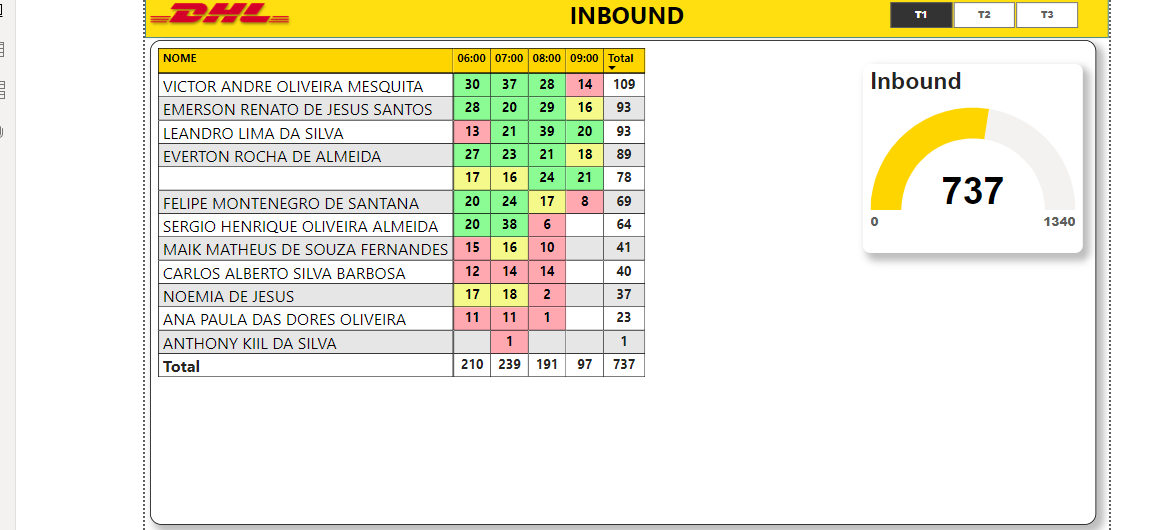 DHL INBOUND T1 T2 T3
NOME 06:00 07:00 08:00 09:00 Total
VICTOR ANDRE OLIVEIRA MESQUITA 30 37 28 14 109
EMERSON RENATO DE JESUS SANTOS 28 20 29 16 93
LEANDRO LIMA DA SILVA 13 21 39 20 93
EVERTON ROCHA DE ALMEIDA 27 23 21 18 89
17 16 24 21 78
FELIPE MONTENEGRO DE SANTANA 20 24 17 8 69
SERGIO HENRIQUE OLIVEIRA ALMEIDA 20 38 6 64
MAIK MATHEUS DE SOUZA FERNANDES 15 16 10 41
CARLOS ALBERTO SILVA BARBOSA 12 14 14 40
NOEMIA DE JESUS 17 18 2 37
ANA PAULA DAS DORES OLIVEIRA 11 11 1 23
ANTHONY KIIL DA SILVA 1 1
Total 210 239 191 97 737
Inbound
737
0 1340